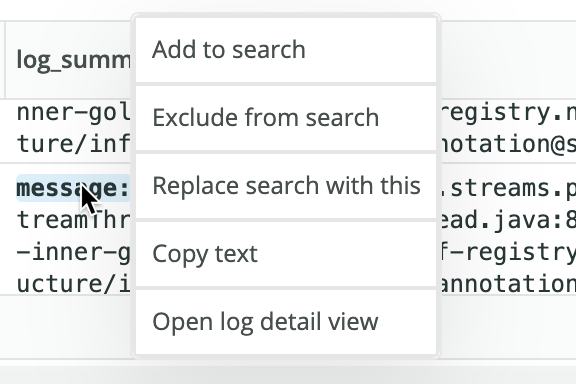 log_summ
Add to search
Exclude from search
Replace search with this
Copy text
Open log detail view
nner-gol registry.n
ture/inf notation@s
message: .streams.p
treamThr ead.java:8
-inner-g f-registry
ucture/i annotation